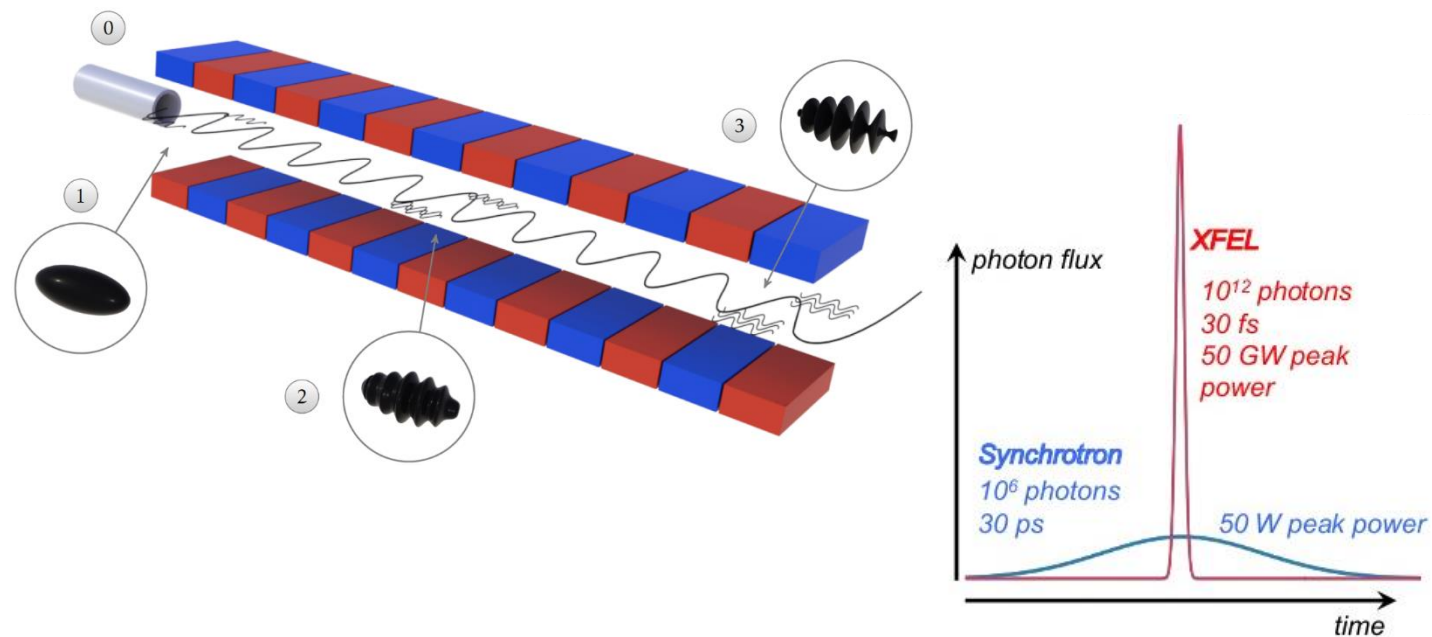 0
1
2
3
photon flux
XFEL
10¹² photons
30 fs
50 GW peak
power
Synchrotron
10⁶ photons
30 ps
50 W peak power
time